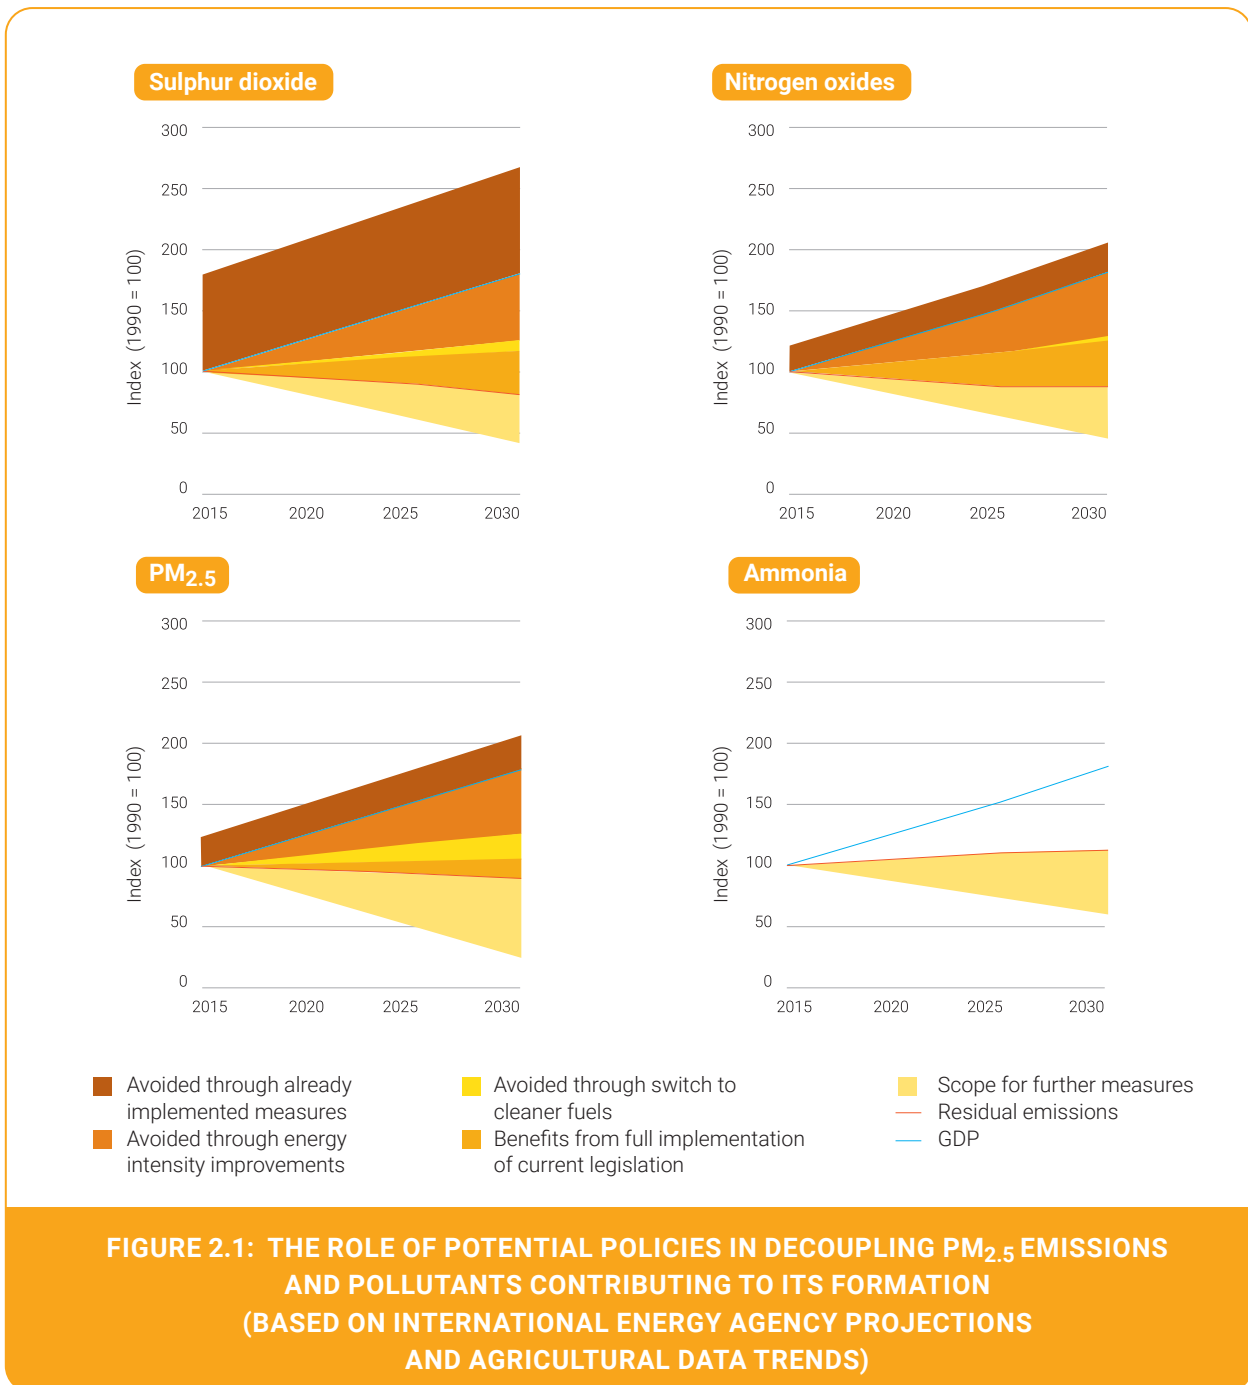 Sulphur dioxide
Index (1990 = 100)
300
250
200
150
100
50
0
2015 2020 2025 2030
Nitrogen oxides
Index (1990 = 100)
300
250
200
150
100
50
0
2015 2020 2025 2030
PM2.5
Index (1990 = 100)
300
250
200
150
100
50
0
2015 2020 2025 2030
Ammonia
Index (1990 = 100)
300
250
200
150
100
50
0
2015 2020 2025 2030
Avoided through already
implemented measures
Avoided through energy
intensity improvements
Avoided through switch to
cleaner fuels
Benefits from full implementation
of current legislation
Scope for further measures
Residual emissions
GDP
FIGURE 2.1: THE ROLE OF POTENTIAL POLICIES IN DECOUPLING PM2.5 EMISSIONS
AND POLLUTANTS CONTRIBUTING TO ITS FORMATION
(BASED ON INTERNATIONAL ENERGY AGENCY PROJECTIONS
AND AGRICULTURAL DATA TRENDS)